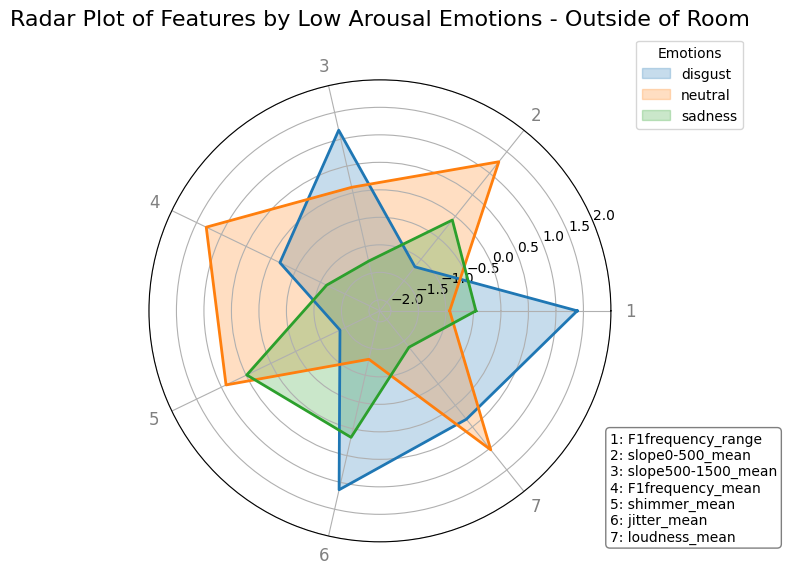 Radar Plot of Features by Low Arousal Emotions - Outside of Room
Emotions
disgust
neutral
sadness
3
2
4
2.0
1.5
1.0
0.5
0.0
−0.5
−1.0
−1.5
−2.0
1
5
7
6
1: F1frequency_range
2: slope0-500_mean
3: slope500-1500_mean
4: F1frequency_mean
5: shimmer_mean
6: jitter_mean
7: loudness_mean